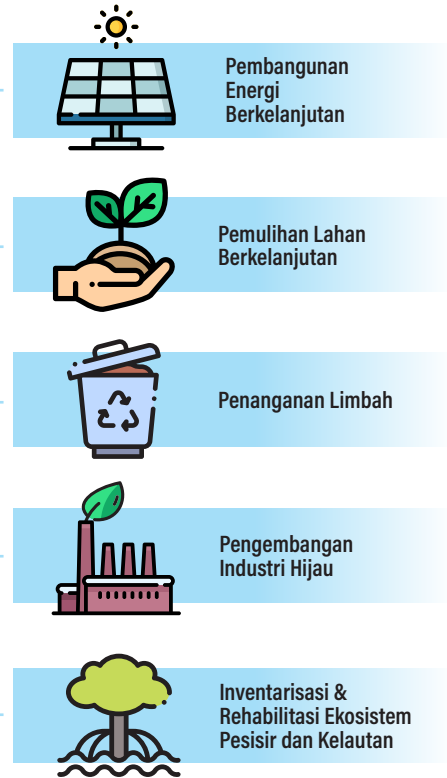 Pembangunan
Energi
Berkelanjutan
Pemulihan Lahan
Berkelanjutan
Penanganan Limbah
Pengembangan
Industri Hijau
Inventarisasi &
Rehabilitasi Ekosistem
Pesisir dan Kelautan